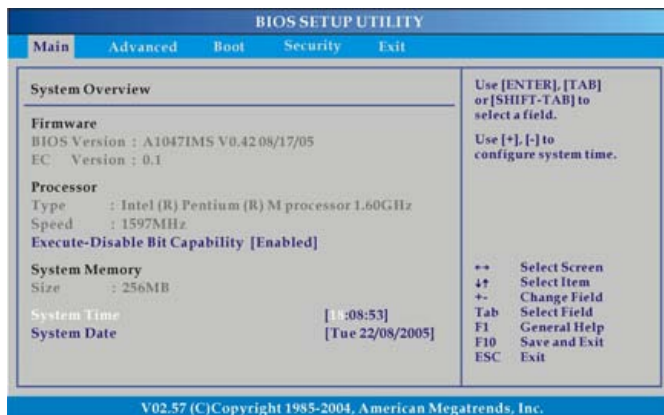 BIOS SETUP UTILITY
Main Advanced Boot Security Exit
System Overview
Firmware
BIOS Version : A1047IMS V0.42 08/17/05
EC Version : 0.1
Processor
Type : Intel (R) Pentium (R) M processor 1.60GHz
Speed : 1597MHz
Execute-Disable Bit Capability [Enabled]
System Memory
Size : 256MB
System Time [18:08:53]
System Date [Tue 22/08/2005]
Use [ENTER], [TAB]
or [SHIFT-TAB] to
select a field.
Use [+], [-] to
configure system time.
↔ Select Screen
↓↑ Select Item
+- Change Field
Tab Select Field
F1 General Help
F10 Save and Exit
ESC Exit
V02.57 (C)Copyright 1985-2004, American Megatrends, Inc.